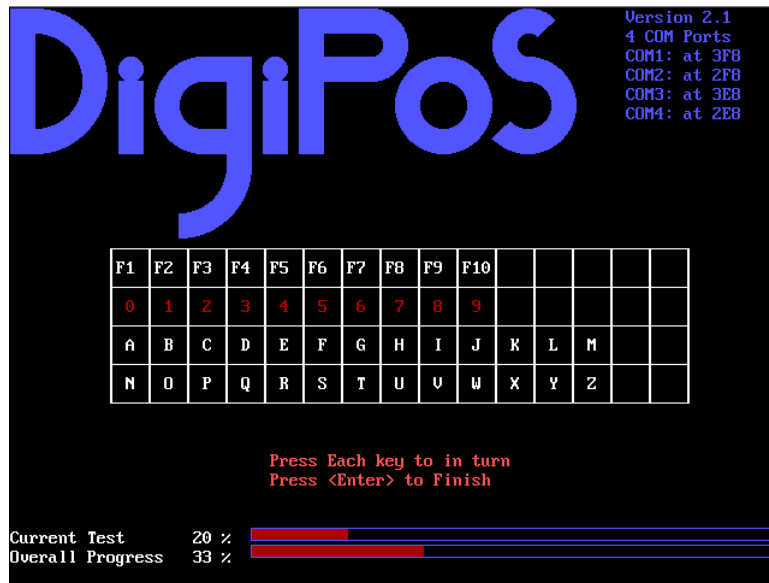 DigiPoS
Version 2.1
4 COM Ports
COM1: at 3F8
COM2: at 2F8
COM3: at 3E8
COM4: at 2E8
F1 F2 F3 F4 F5 F6 F7 F8 F9 F10
0 1 2 3 4 5 6 7 8 9
A B C D E F G H I J K L M
N O P Q R S T U V W X Y Z
Press Each key to in turn
Press <Enter> to Finish
Current Test 20 %
Overall Progress 33 %